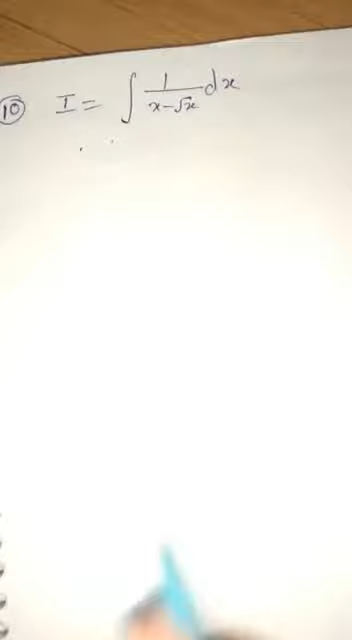 ⑩ I = ∫ 1/(x-√x) dx